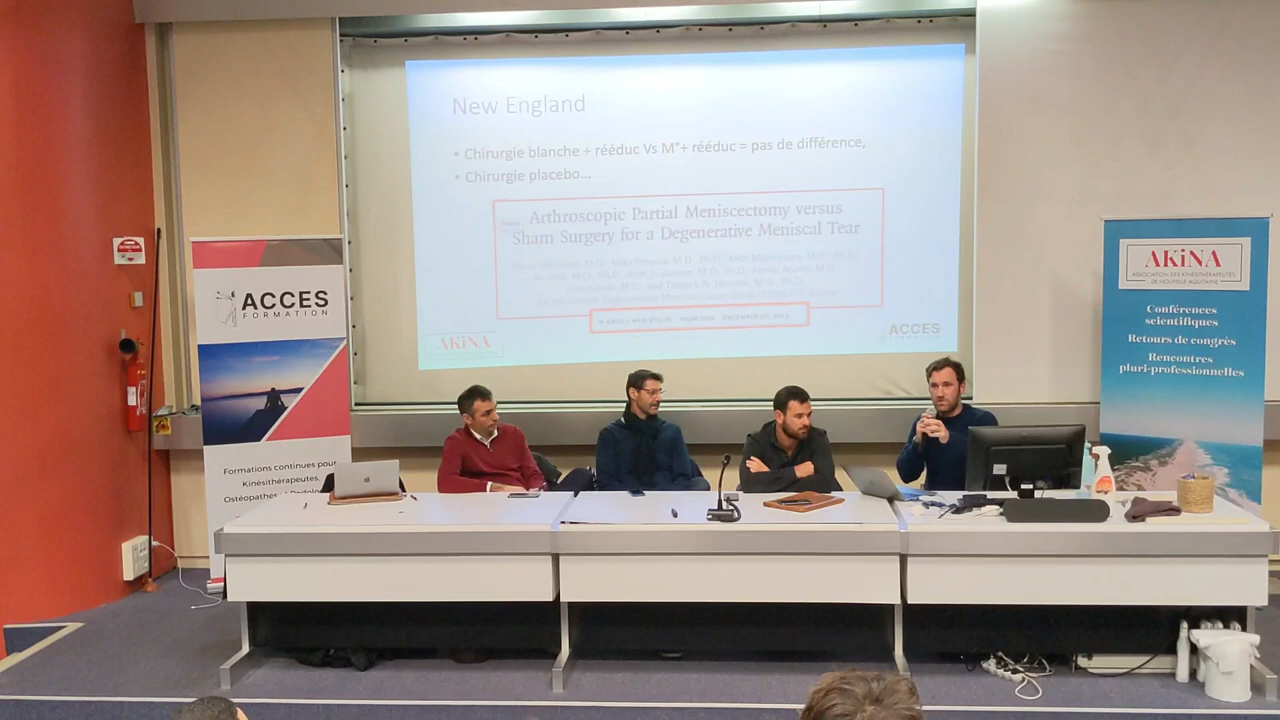 New England
• Chirurgie blanche + rééduc Vs M°+ rééduc = pas de différence,
• Chirurgie placebo...
Arthroscopic Partial Meniscectomy versus
Sham Surgery for a Degenerative Meniscal Tear
AKiNA
ACCES
FORMATION
ACCES
FORMATION
Formations continues pour
Kinésithérapeutes,
Ostéopathes
AKiNA
ASSOCIATION DES KINÉSITHÉRAPEUTES
DE NOUVELLE-AQUITAINE
Conférences
scientifiques
Retours de congrès
Rencontres
pluri-professionnelles